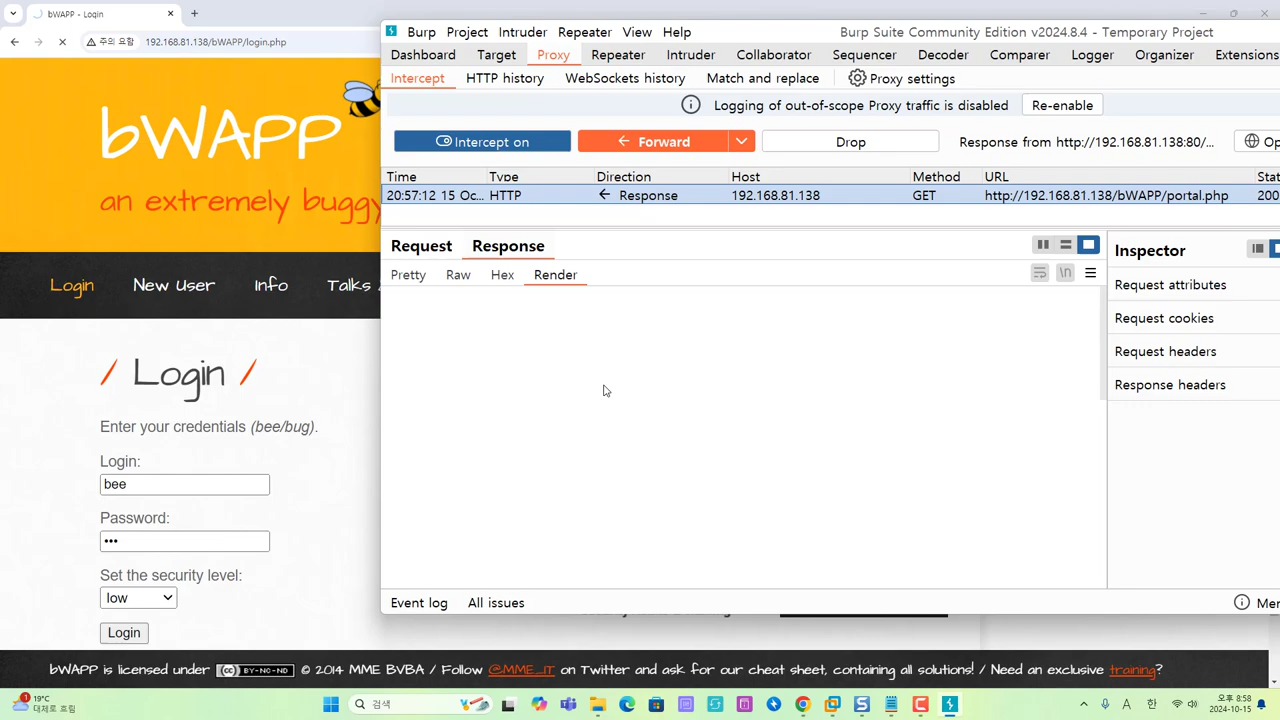 bWAPP - Login
주의 요함 192.168.81.138/bWAPP/login.php
bWAPP
an extremely buggy
Login New User Info Talks
/ Login /
Enter your credentials (bee/bug).
Login:
bee
Password:
•••
Set the security level:
low
Login
Burp Project Intruder Repeater View Help
Burp Suite Community Edition v2024.8.4 - Temporary Project
Dashboard Target Proxy Repeater Intruder Collaborator Sequencer Decoder Comparer Logger Organizer Extensions
Intercept HTTP history WebSockets history Match and replace Proxy settings
Logging of out-of-scope Proxy traffic is disabled Re-enable
Intercept on Forward Drop Response from http://192.168.81.138:80/... Op
Time Type Direction Host Method URL Stat
20:57:12 15 Oc... HTTP Response 192.168.81.138 GET http://192.168.81.138/bWAPP/portal.php 200
Request Response
Pretty Raw Hex Render
\n
Inspector
Request attributes
Request cookies
Request headers
Response headers
Event log All issues Mer
bWAPP is licensed under (cc) BY-NC-ND © 2014 MME BVBA / Follow @MME_IT on Twitter and ask for our cheat sheet, containing all solutions! / Need an exclusive training?
1 19°C
대체로 흐림
검색
A 한
오후 8:58
2024-10-15